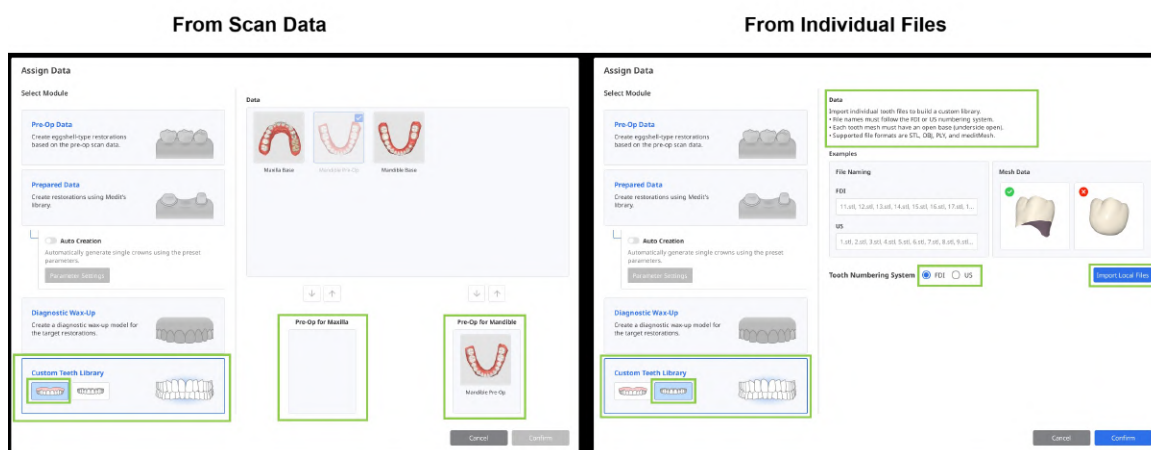 From Scan Data
Assign Data
Select Module
Pre-Op Data
Create eggshell-type restorations
based on the pre-op scan data.
Prepared Data
Create restorations using Medit's
library.
Auto Creation
Automatically generate single crowns using the preset
parameters.
Parameter Settings
Diagnostic Wax-Up
Create a diagnostic wax-up model for
the target restorations.
Custom Teeth Library
Data
Maxilla Base
Mandible Pre-Op
Mandible Base
Pre-Op for Maxilla
Pre-Op for Mandible
Mandible Pre-Op
Cancel
Confirm
From Individual Files
Assign Data
Select Module
Pre-Op Data
Create eggshell-type restorations
based on the pre-op scan data.
Prepared Data
Create restorations using Medit's
library.
Auto Creation
Automatically generate single crowns using the preset
parameters.
Parameter Settings
Diagnostic Wax-Up
Create a diagnostic wax-up model for
the target restorations.
Custom Teeth Library
Data
Import individual tooth files to build a custom library.
• File names must follow the FDI or US numbering system.
• Each tooth mesh must have an open base (underside open).
• Supported file formats are STL, OBJ, PLY, and meditMesh.
Examples
File Naming
FDI
11.stl, 12.stl, 13.stl, 14.stl, 15.stl, 16.stl, 17.stl, 1...
US
1.stl, 2.stl, 3.stl, 4.stl, 5.stl, 6.stl, 7.stl, 8.stl, 9.stl...
Mesh Data
Tooth Numbering System
FDI
US
Import Local Files
Cancel
Confirm